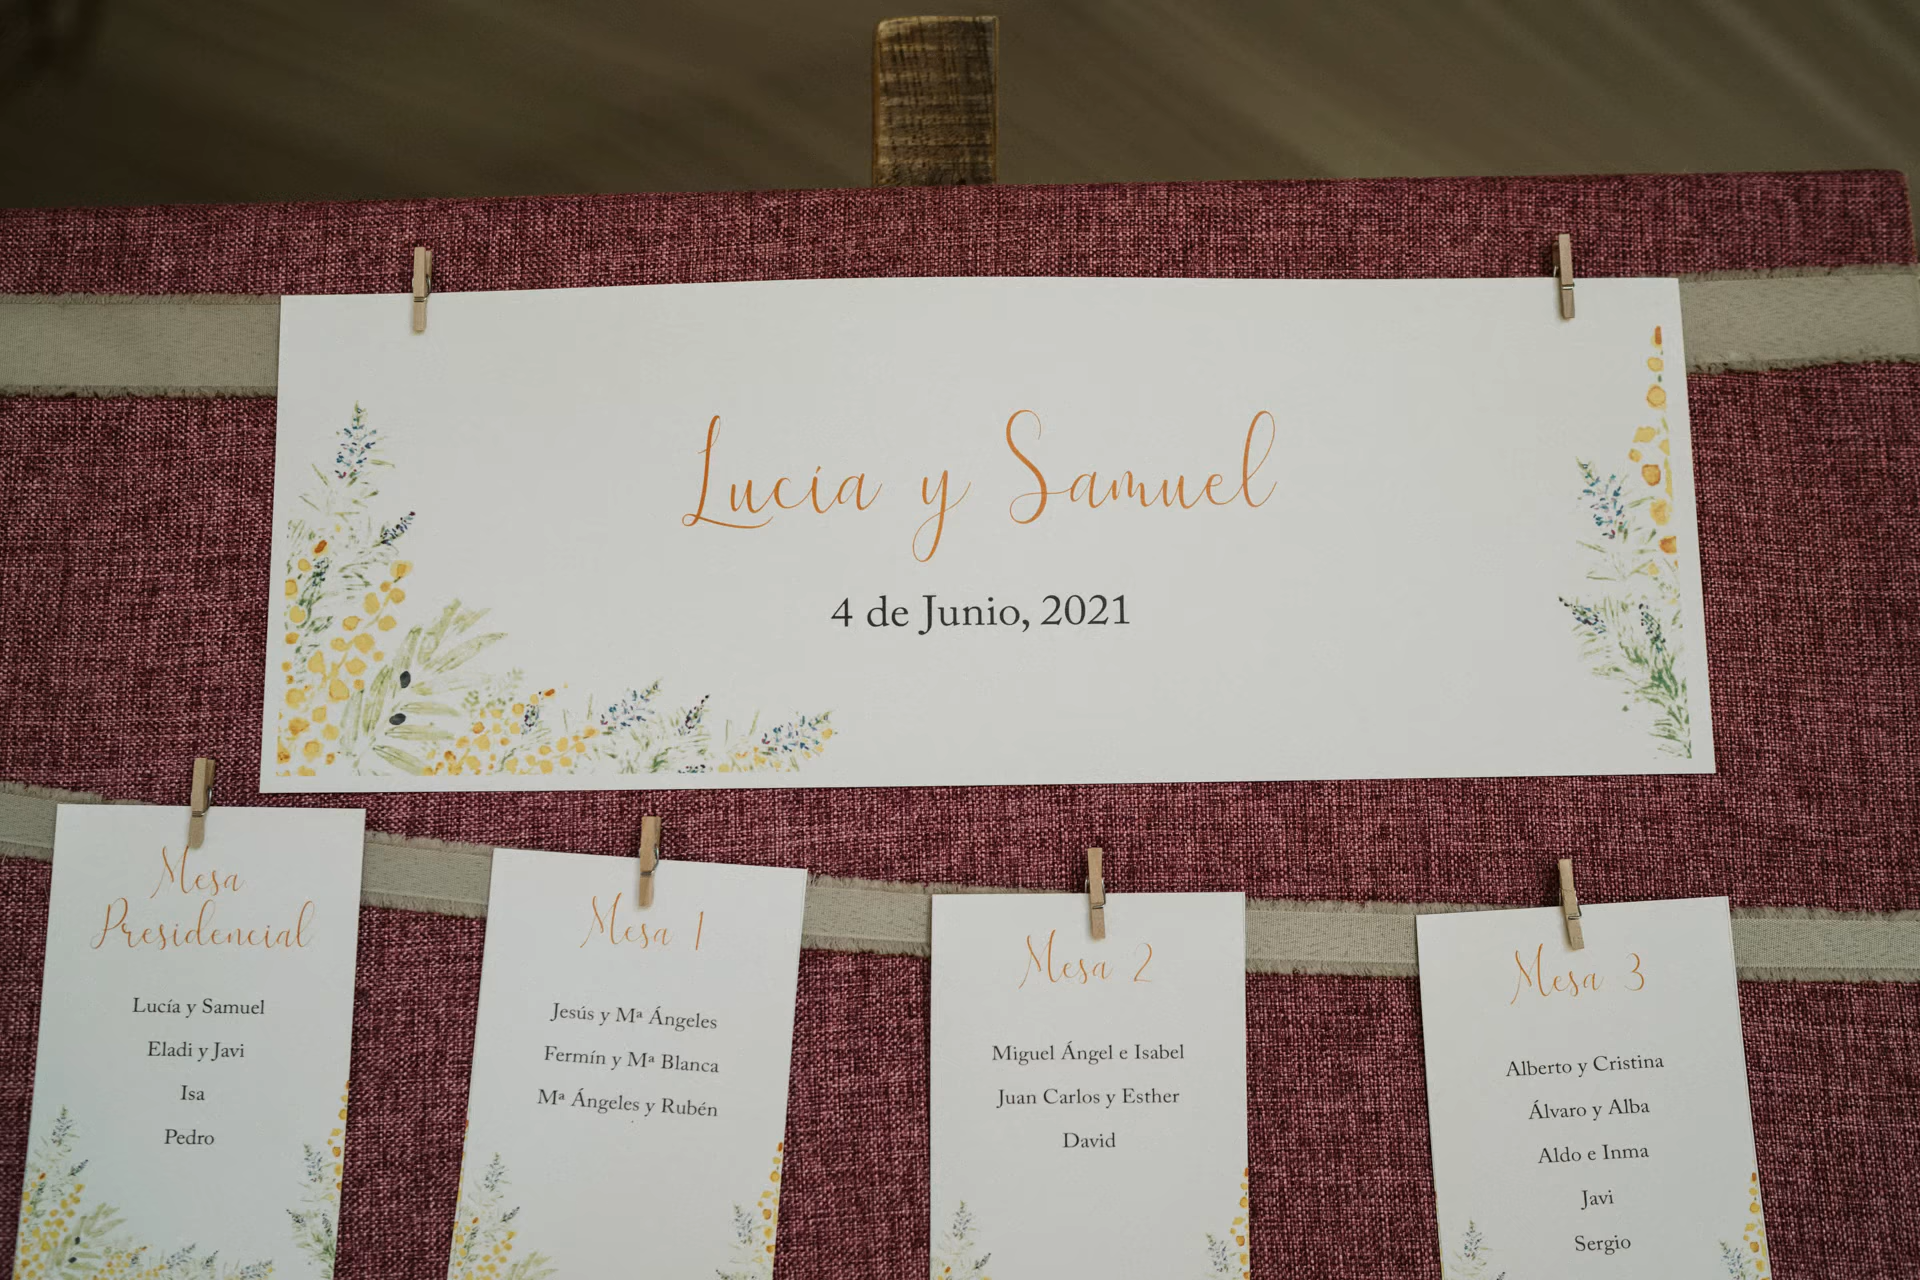 Lucía y Samuel
4 de Junio, 2021
Mesa
Presidencial
Lucía y Samuel
Eladi y Javi
Isa
Pedro
Mesa 1
Jesús y Mª Ángeles
Fermín y Mª Blanca
Mª Ángeles y Rubén
Mesa 2
Miguel Ángel e Isabel
Juan Carlos y Esther
David
Mesa 3
Alberto y Cristina
Álvaro y Alba
Aldo e Inma
Javi
Sergio